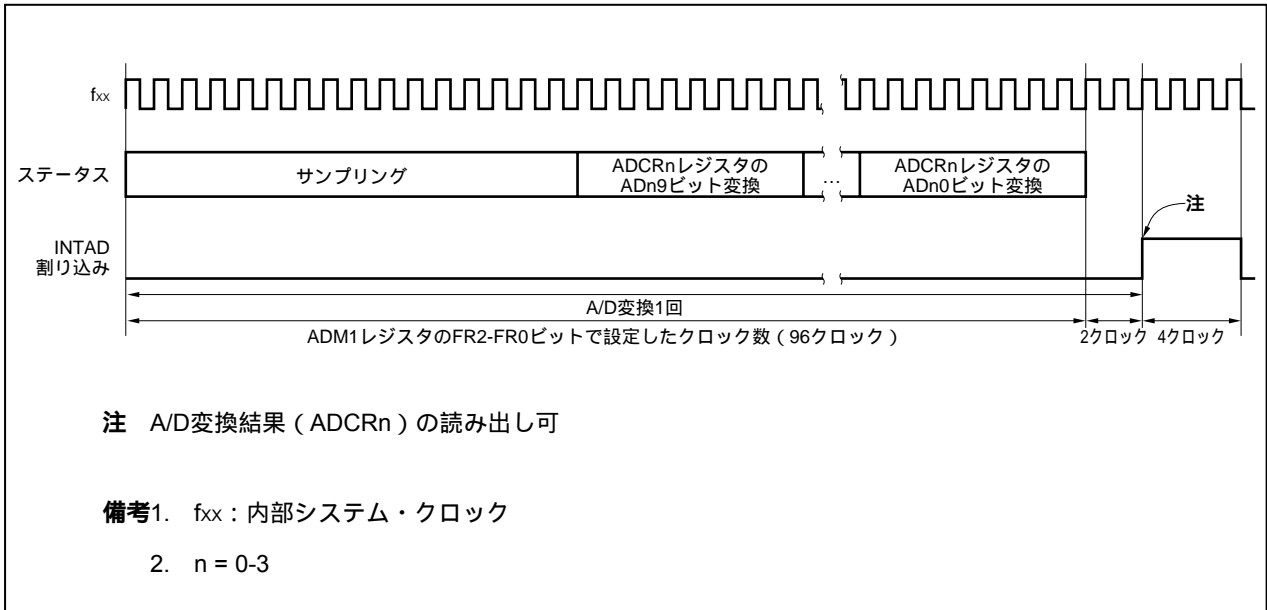 fxx
ステータス
サンプリング
ADCRnレジスタの
ADn9ビット変換
…
ADCRnレジスタの
ADn0ビット変換
注
INTAD
割り込み
A/D変換1回
ADM1レジスタのFR2-FR0ビットで設定したクロック数（96クロック）
2クロック
4クロック
注 A/D変換結果（ADCRn）の読み出し可
備考1. fxx：内部システム・クロック
2. n = 0-3